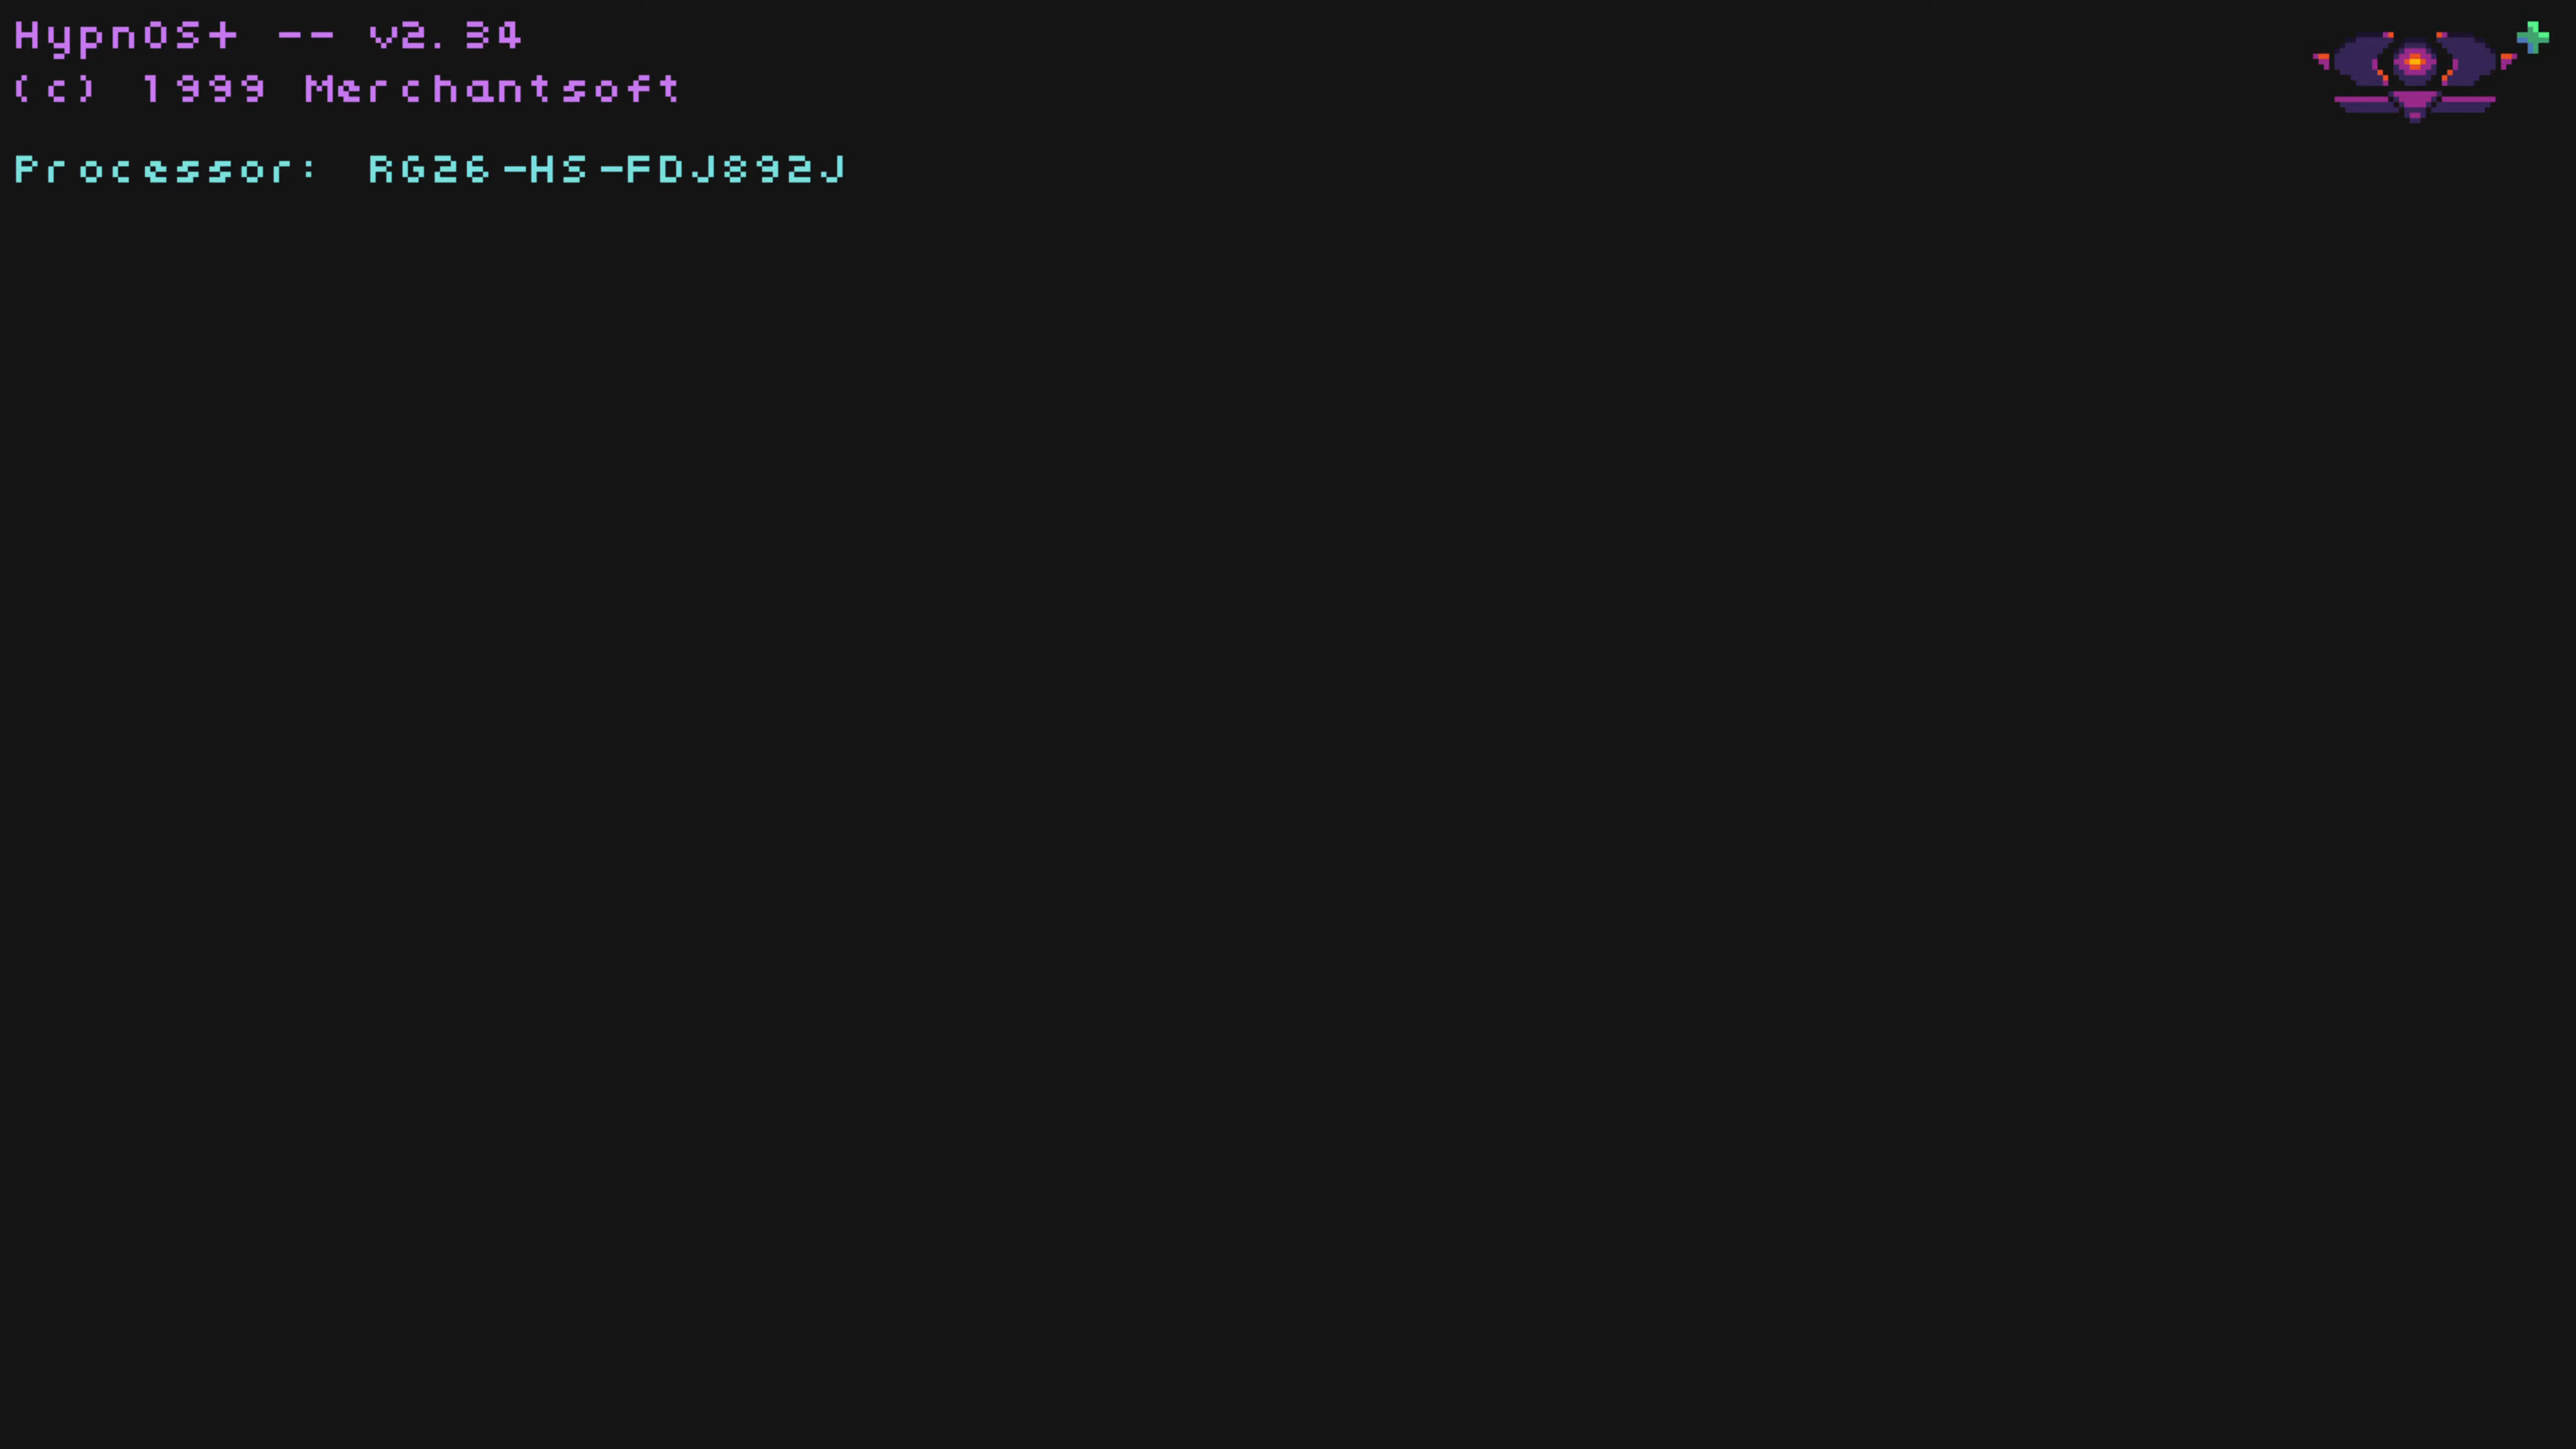 HypnOS+ -- v2.34
(c) 1999 Merchantsoft
Processor: RG26-HS-FDJ892J